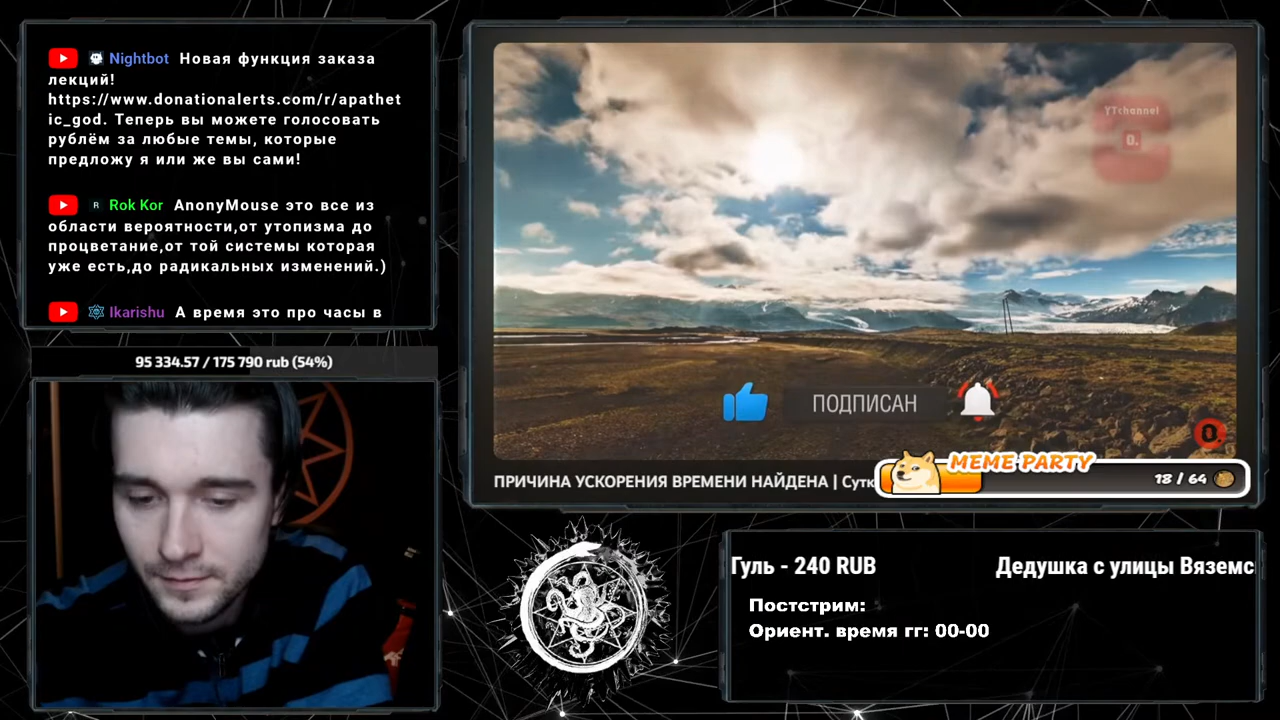 Nightbot Новая функция заказа
лекций!
https://www.donationalerts.com/r/apathet
ic_god. Теперь вы можете голосовать
рублём за любые темы, которые
предложу я или же вы сами!
R Rok Kor AnonyMouse это все из
области вероятности,от утопизма до
процветание,от той системы которая
уже есть,до радикальных изменений.)
Ikarishu А время это про часы в
95 334.57 / 175 790 rub (54%)
YTchannel
O.
ПОДПИСАН
O.
MEME PARTY
18 / 64
ПРИЧИНА УСКОРЕНИЯ ВРЕМЕНИ НАЙДЕНА | Сутк
Гуль - 240 RUB
Дедушка с улицы Вяземс
Постстрим:
Ориент. время гг: 00-00